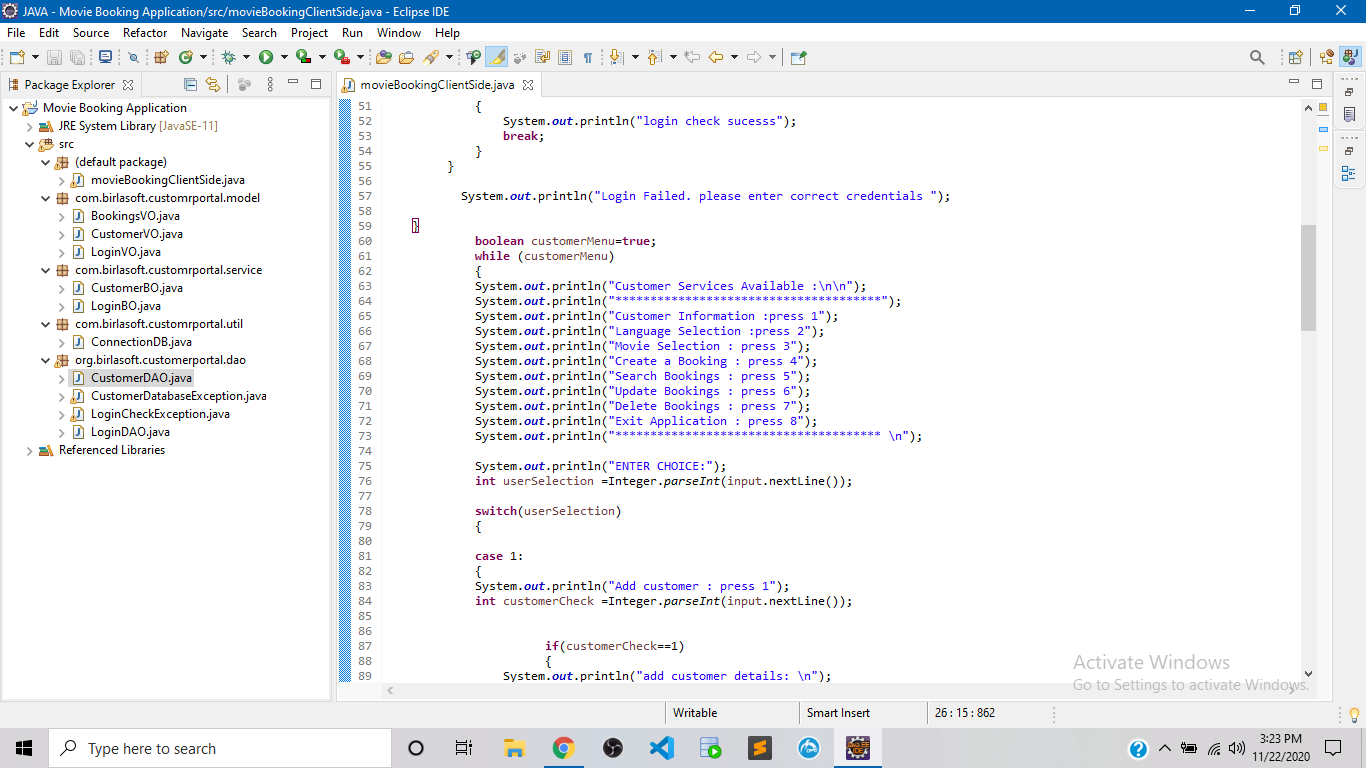 JAVA - Movie Booking Application/src/movieBookingClientSide.java - Eclipse IDE
File Edit Source Refactor Navigate Search Project Run Window Help
Package Explorer
Movie Booking Application
JRE System Library [JavaSE-11]
src
(default package)
movieBookingClientSide.java
com.birlasoft.customrportal.model
BookingsVO.java
CustomerVO.java
LoginVO.java
com.birlasoft.customrportal.service
CustomerBO.java
LoginBO.java
com.birlasoft.customrportal.util
ConnectionDB.java
org.birlasoft.customerportal.dao
CustomerDAO.java
CustomerDatabaseException.java
LoginCheckException.java
LoginDAO.java
Referenced Libraries
movieBookingClientSide.java
51 {
52 System.out.println("login check sucesss");
53 break;
54 }
55 }
56
57 System.out.println("Login Failed. please enter correct credentials ");
58
59 }
60 boolean customerMenu=true;
61 while (customerMenu)
62 {
63 System.out.println("Customer Services Available :\n\n");
64 System.out.println("**************************************");
65 System.out.println("Customer Information :press 1");
66 System.out.println("Language Selection :press 2");
67 System.out.println("Movie Selection : press 3");
68 System.out.println("Create a Booking : press 4");
69 System.out.println("Search Bookings : press 5");
70 System.out.println("Update Bookings : press 6");
71 System.out.println("Delete Bookings : press 7");
72 System.out.println("Exit Application : press 8");
73 System.out.println("************************************** \n");
74
75 System.out.println("ENTER CHOICE:");
76 int userSelection =Integer.parseInt(input.nextLine());
77
78 switch(userSelection)
79 {
80
81 case 1:
82 {
83 System.out.println("Add customer : press 1");
84 int customerCheck =Integer.parseInt(input.nextLine());
85
86
87 if(customerCheck==1)
88 {
89 System.out.println("add customer details: \n");
Activate Windows
Go to Settings to activate Windows.
Writable Smart Insert 26 : 15 : 862
Type here to search
3:23 PM
11/22/2020